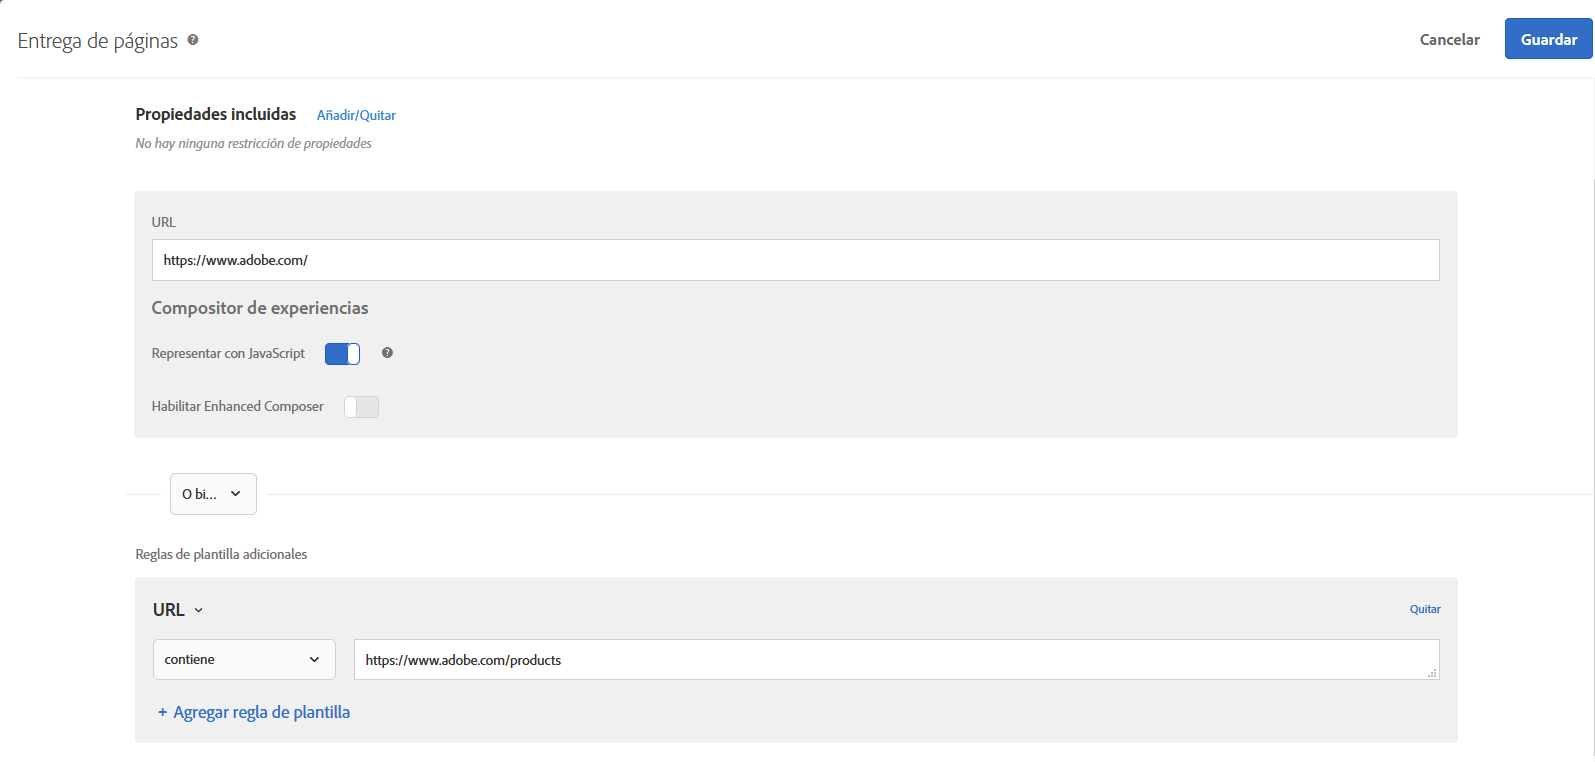 Entrega de páginas
Cancelar
Guardar
Propiedades incluidas Añadir/Quitar
No hay ninguna restricción de propiedades
URL
https://www.adobe.com/
Compositor de experiencias
Representar con JavaScript
Habilitar Enhanced Composer
O bi...
Reglas de plantilla adicionales
URL
Quitar
contiene
https://www.adobe.com/products
+ Agregar regla de plantilla